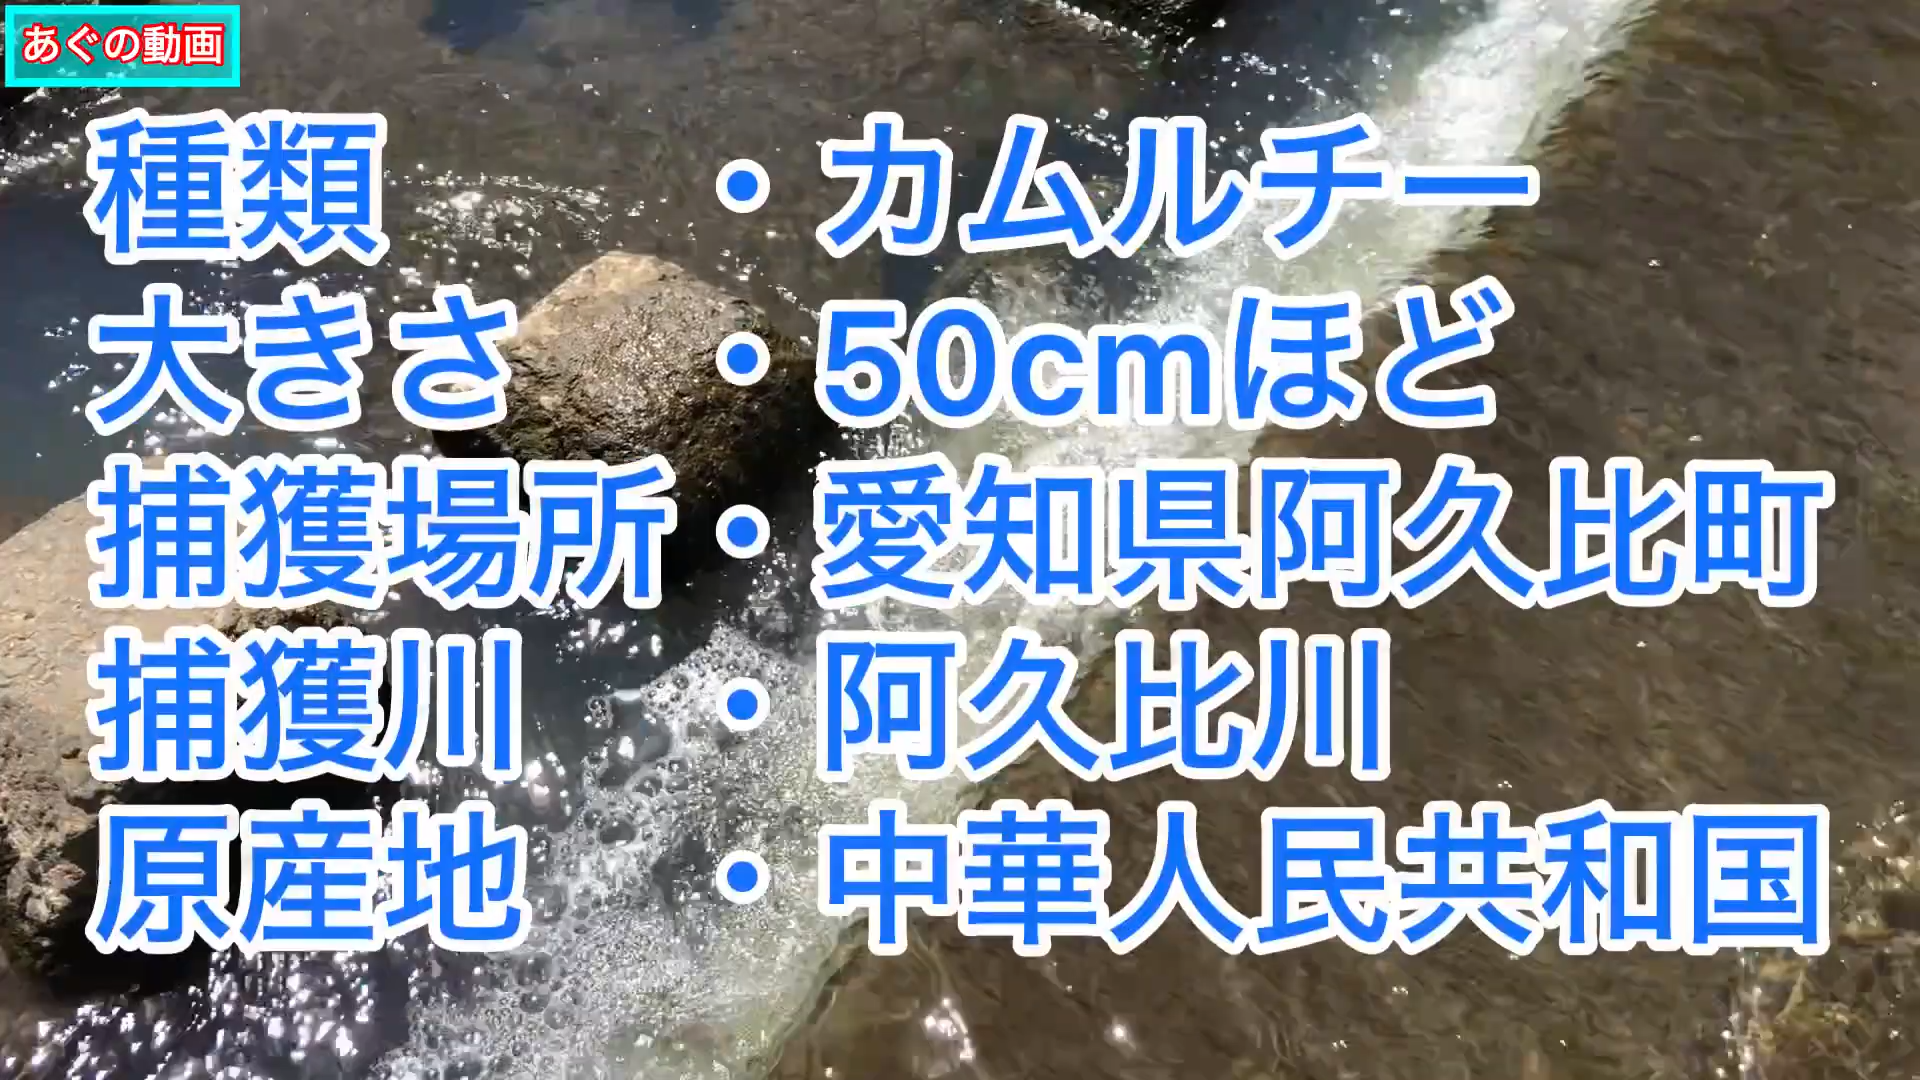 あぐの動画
種類　　・カムルチー
大きさ　・50cmほど
捕獲場所・愛知県阿久比町
捕獲川　・阿久比川
原産地　・中華人民共和国